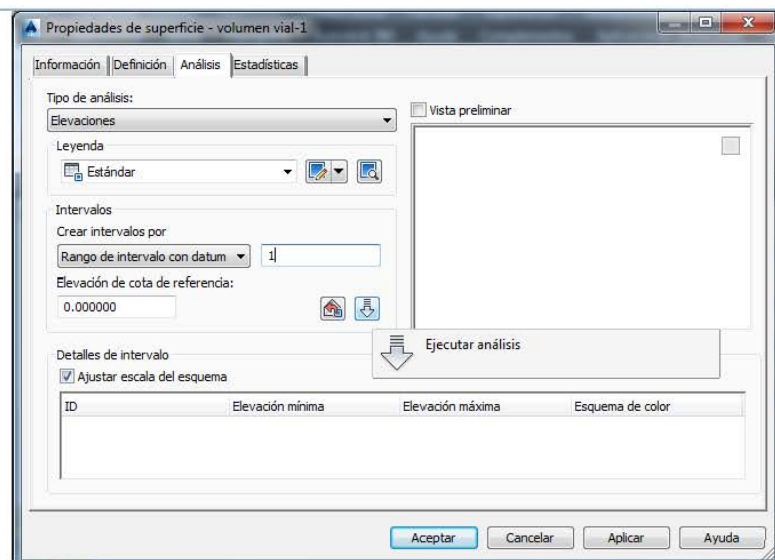 Propiedades de superficie - volumen vial-1
Información Definición Análisis Estadísticas
Tipo de análisis:
Elevaciones
Vista preliminar
Leyenda
Estándar
Intervalos
Crear intervalos por
Rango de intervalo con datum 1
Elevación de cota de referencia:
0.000000
Ejecutar análisis
Detalles de intervalo
Ajustar escala del esquema
ID Elevación mínima Elevación máxima Esquema de color
Aceptar Cancelar Aplicar Ayuda